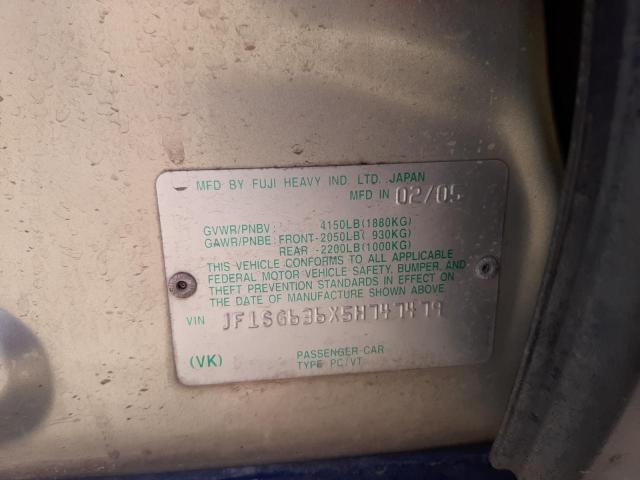 MFD BY FUJI HEAVY IND. LTD. JAPAN
MFD IN 02/05
GVWR/PNBV: 4150LB(1880KG)
GAWR/PNBE: FRONT-2050LB( 930KG)
REAR -2200LB(1000KG)
THIS VEHICLE CONFORMS TO ALL APPLICABLE
FEDERAL MOTOR VEHICLE SAFETY, BUMPER, AND
THEFT PREVENTION STANDARDS IN EFFECT ON
THE DATE OF MANUFACTURE SHOWN ABOVE.
VIN JF1SG636X5H747479
(VK) PASSENGER CAR
TYPE PC/VT